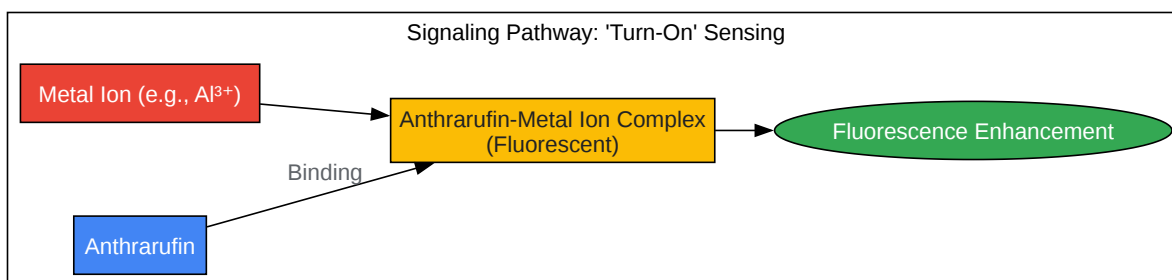 Signaling Pathway: 'Turn-On' Sensing
Metal Ion (e.g., Al³⁺)
Anthrarufin-Metal Ion Complex
(Fluorescent)
Fluorescence Enhancement
Binding
Anthrarufin